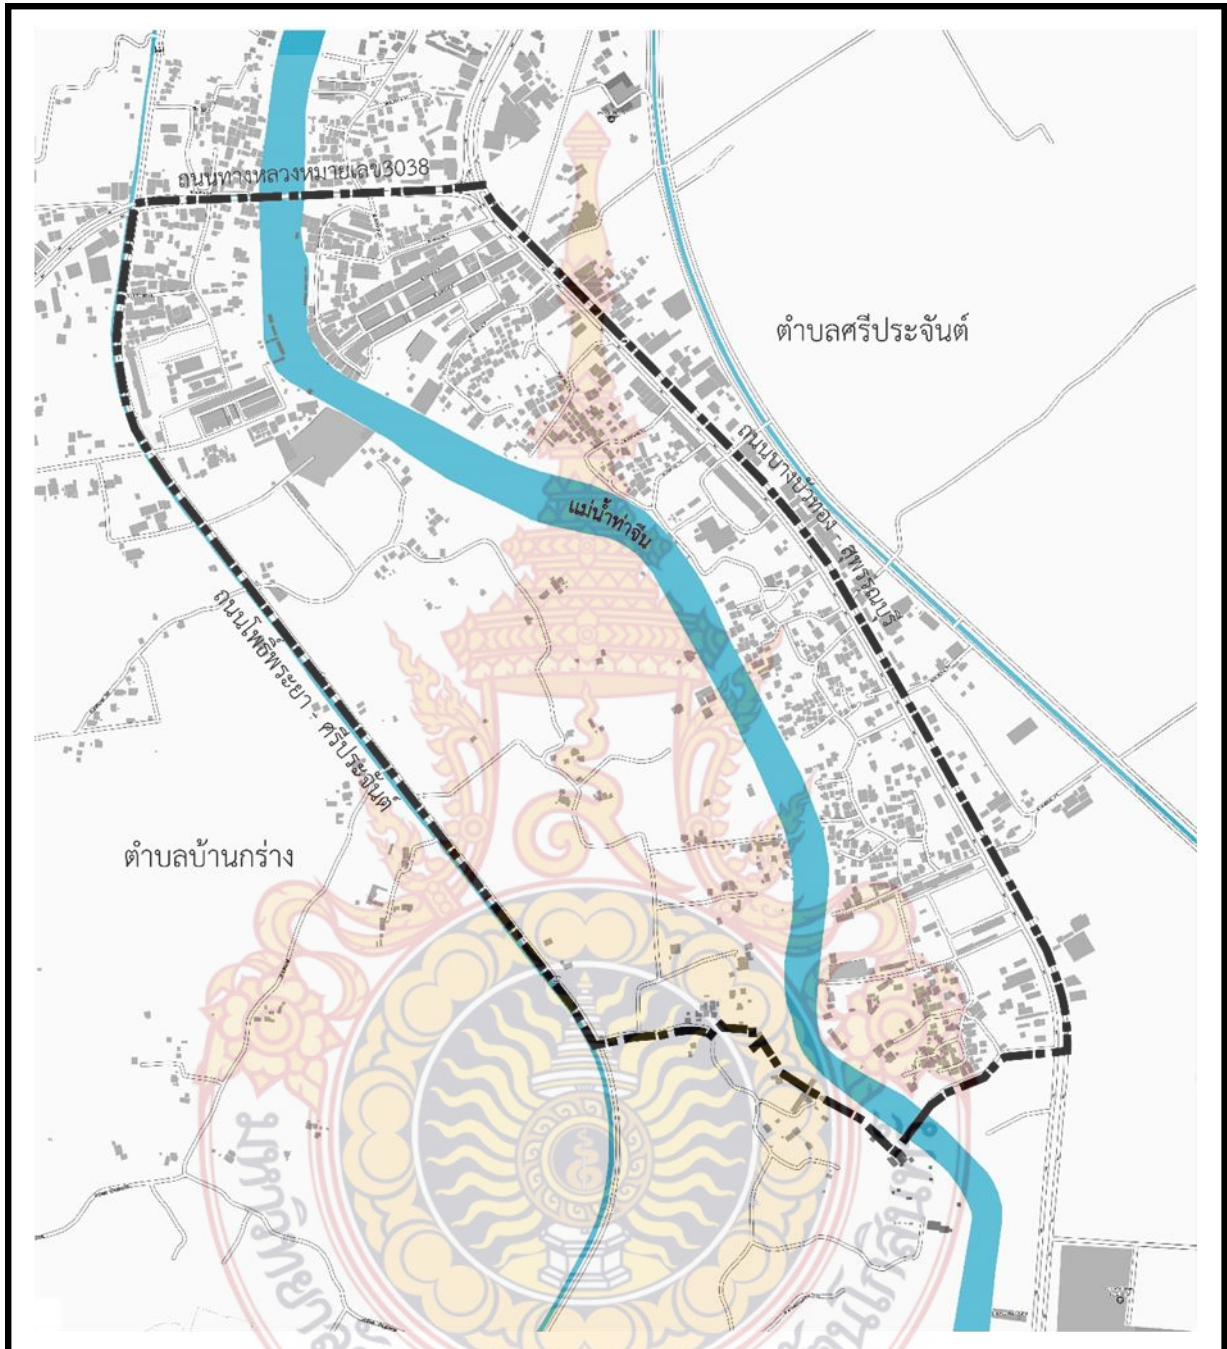 ถนนทางหลวงหมายเลข3038
ตำบลศรีประจันต์
ถนนบางบัวทอง - สุพรรณบุรี
แม่น้ำท่าจีน
ถนนโพธิ์พระยา - ศรีประจันต์
ตำบลบ้านกร่าง